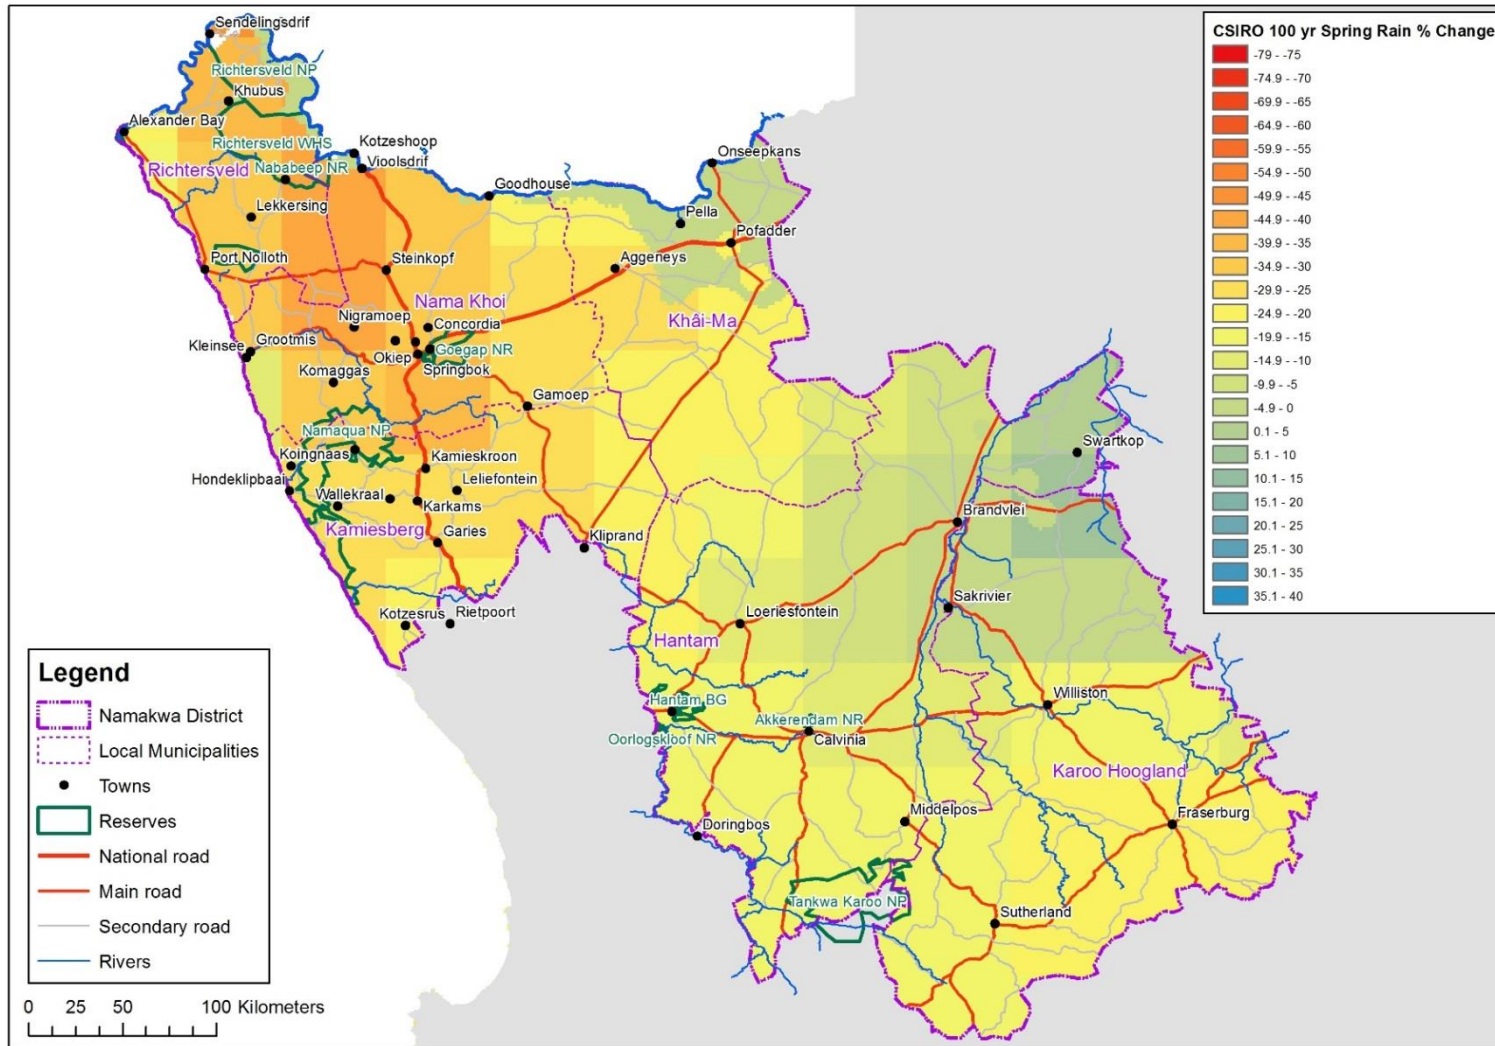 Sendelingsdrif
Richtersveld NP
Khubus
Alexander Bay
Richtersveld WHS
Kotzeshoop
Vioolsdrif
Richtersveld
Nababeep NR
Goodhouse
Onseepkans
Lekkersing
Pella
Pofadder
Port Nolloth
Steinkopf
Aggeneys
Nama Khoi
Nigramoep
Concordia
Khâi-Ma
Kleinsee
Grootmis
Okiep
Goegap NR
Springbok
Komaggas
Gamoep
Namaqua NP
Koingnaas
Kamieskroon
Swartkop
Hondeklipbaai
Wallekraal
Leliefontein
Karkams
Kamiesberg
Garies
Kliprand
Brandvlei
Kotzesrus
Rietpoort
Loeriesfontein
Sakrivier
Hantam
Hantam BG
Williston
Akkerendam NR
Oorlogskloof NR
Calvinia
Karoo Hoogland
Middelpos
Fraserburg
Doringbos
Tankwa Karoo NP
Sutherland
CSIRO 100 yr Spring Rain % Change
-79 - -75
-74.9 - -70
-69.9 - -65
-64.9 - -60
-59.9 - -55
-54.9 - -50
-49.9 - -45
-44.9 - -40
-39.9 - -35
-34.9 - -30
-29.9 - -25
-24.9 - -20
-19.9 - -15
-14.9 - -10
-9.9 - -5
-4.9 - 0
0.1 - 5
5.1 - 10
10.1 - 15
15.1 - 20
20.1 - 25
25.1 - 30
30.1 - 35
35.1 - 40
Legend
Namakwa District
Local Municipalities
Towns
Reserves
National road
Main road
Secondary road
Rivers
0 25 50 100 Kilometers